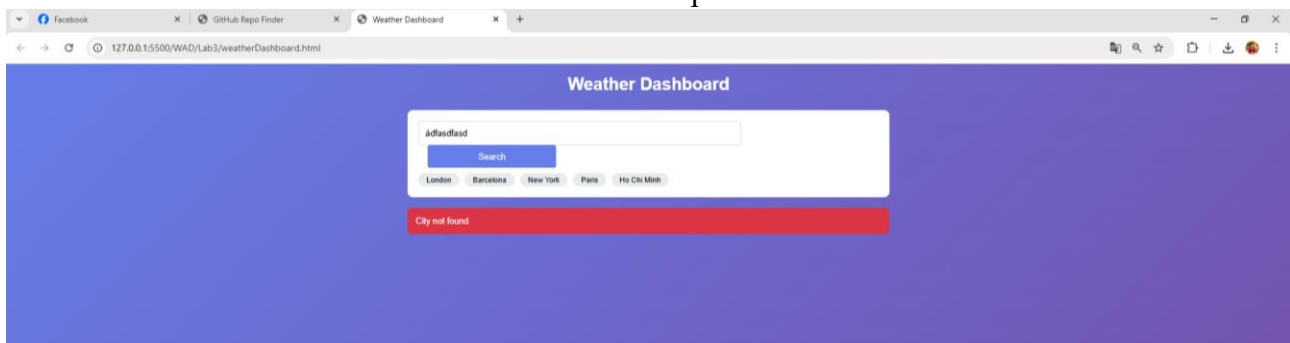 Facebook
GitHub Repo Finder
Weather Dashboard
127.0.0.1:5500/WAD/Lab3/weatherDashboard.html
Weather Dashboard
ádfasdfasd
Search
London Barcelona New York Paris Ho Chi Minh
City not found